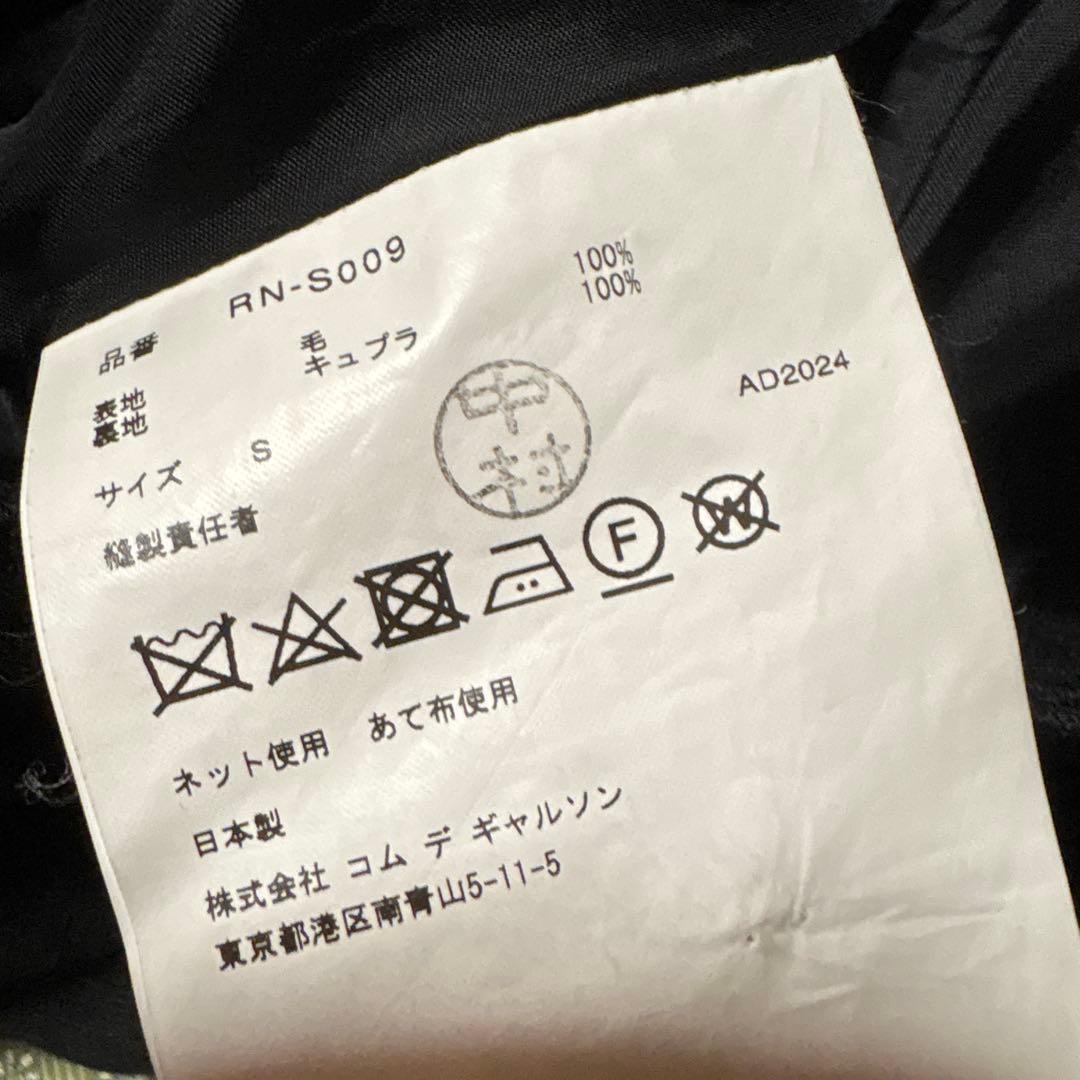 品番 RN-S009
表地 毛 100%
裏地 キュプラ 100%
サイズ S
AD2024
縫製責任者 中村
F W
ネット使用 あて布使用
日本製
株式会社 コム デ ギャルソン
東京都港区南青山5-11-5